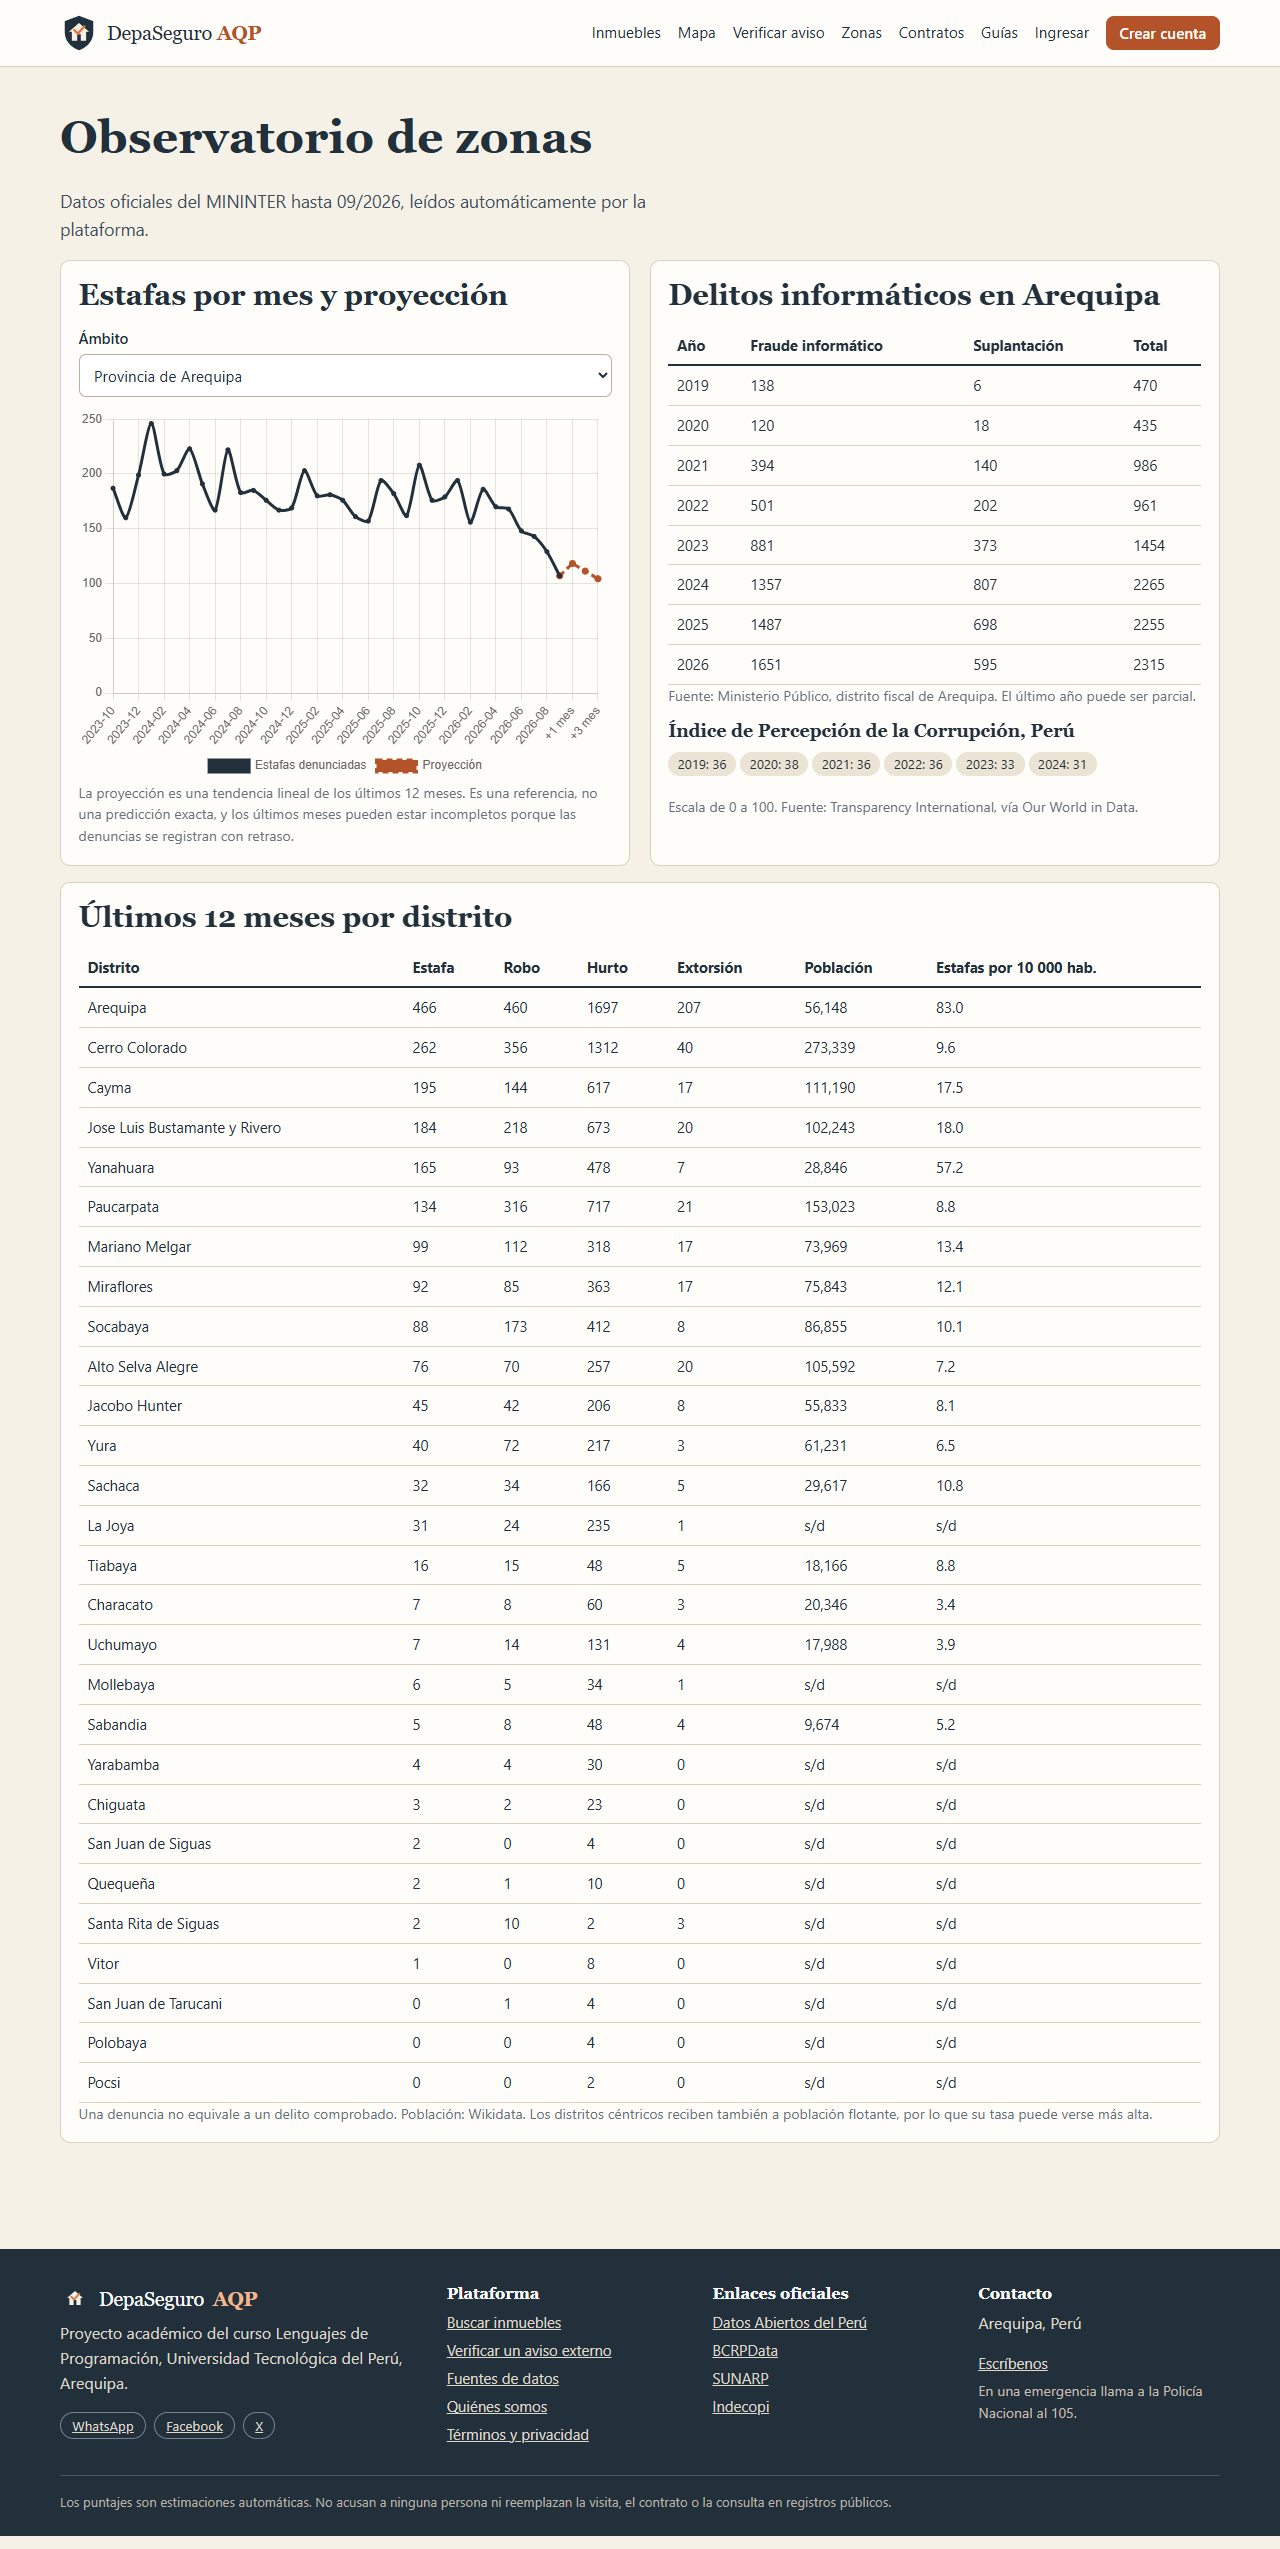 DepaSeguro AQP
Inmuebles Mapa Verificar aviso Zonas Contratos Guías Ingresar Crear cuenta
Observatorio de zonas
Datos oficiales del MININTER hasta 09/2026, leídos automáticamente por la
plataforma.
Estafas por mes y proyección
Ámbito
Provincia de Arequipa
250
200
150
100
50
0
2023-10 2023-12 2024-02 2024-04 2024-06 2024-08 2024-10 2024-12 2025-02 2025-04 2025-06 2025-08 2025-10 2025-12 2026-02 2026-04 2026-06 2026-08 +1 mes +3 mes
Estafas denunciadas Proyección
La proyección es una tendencia lineal de los últimos 12 meses. Es una referencia, no
una predicción exacta, y los últimos meses pueden estar incompletos porque las
denuncias se registran con retraso.
Delitos informáticos en Arequipa
Año Fraude informático Suplantación Total
2019 138 6 470
2020 120 18 435
2021 394 140 986
2022 501 202 961
2023 881 373 1454
2024 1357 807 2265
2025 1487 698 2255
2026 1651 595 2315
Fuente: Ministerio Público, distrito fiscal de Arequipa. El último año puede ser parcial.
Índice de Percepción de la Corrupción, Perú
2019: 36 2020: 38 2021: 36 2022: 36 2023: 33 2024: 31
Escala de 0 a 100. Fuente: Transparency International, vía Our World in Data.
Últimos 12 meses por distrito
Distrito Estafa Robo Hurto Extorsión Población Estafas por 10 000 hab.
Arequipa 466 460 1697 207 56,148 83.0
Cerro Colorado 262 356 1312 40 273,339 9.6
Cayma 195 144 617 17 111,190 17.5
Jose Luis Bustamante y Rivero 184 218 673 20 102,243 18.0
Yanahuara 165 93 478 7 28,846 57.2
Paucarpata 134 316 717 21 153,023 8.8
Mariano Melgar 99 112 318 17 73,969 13.4
Miraflores 92 85 363 17 75,843 12.1
Socabaya 88 173 412 8 86,855 10.1
Alto Selva Alegre 76 70 257 20 105,592 7.2
Jacobo Hunter 45 42 206 8 55,833 8.1
Yura 40 72 217 3 61,231 6.5
Sachaca 32 34 166 5 29,617 10.8
La Joya 31 24 235 1 s/d s/d
Tiabaya 16 15 48 5 18,166 8.8
Characato 7 8 60 3 20,346 3.4
Uchumayo 7 14 131 4 17,988 3.9
Mollebaya 6 5 34 1 s/d s/d
Sabandia 5 8 48 4 9,674 5.2
Yarabamba 4 4 30 0 s/d s/d
Chiguata 3 2 23 0 s/d s/d
San Juan de Siguas 2 0 4 0 s/d s/d
Quequeña 2 1 10 0 s/d s/d
Santa Rita de Siguas 2 10 2 3 s/d s/d
Vitor 1 0 8 0 s/d s/d
San Juan de Tarucani 0 1 4 0 s/d s/d
Polobaya 0 0 4 0 s/d s/d
Pocsi 0 0 2 0 s/d s/d
Una denuncia no equivale a un delito comprobado. Población: Wikidata. Los distritos céntricos reciben también a población flotante, por lo que su tasa puede verse más alta.
DepaSeguro AQP
Proyecto académico del curso Lenguajes de
Programación, Universidad Tecnológica del Perú,
Arequipa.
WhatsApp Facebook X
Plataforma
Buscar inmuebles
Verificar un aviso externo
Fuentes de datos
Quiénes somos
Términos y privacidad
Enlaces oficiales
Datos Abiertos del Perú
BCRPData
SUNARP
Indecopi
Contacto
Arequipa, Perú
Escríbenos
En una emergencia llama a la Policía
Nacional al 105.
Los puntajes son estimaciones automáticas. No acusan a ninguna persona ni reemplazan la visita, el contrato o la consulta en registros públicos.